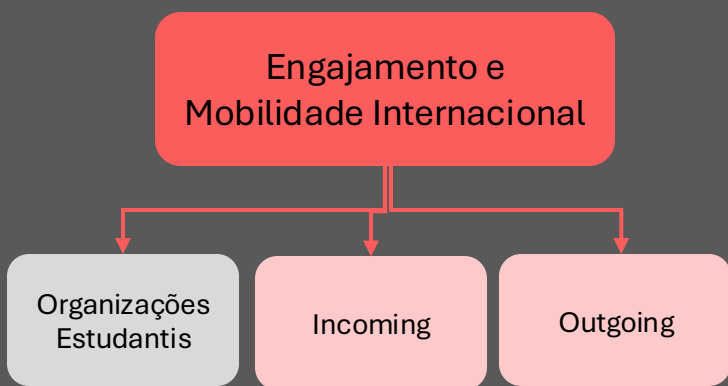 Engajamento e
Mobilidade Internacional
Organizações
Estudantis
Incoming
Outgoing